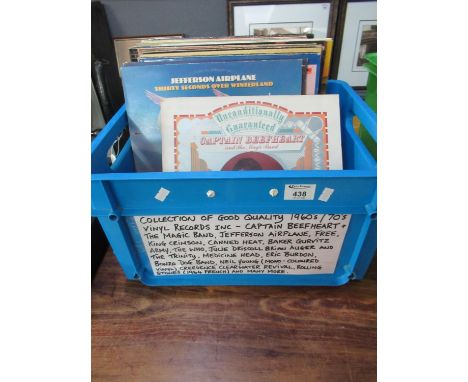 JEFFERSON AIRPLANE
THIRTY SECONDS OVER WINTERLAND
Unconditionally
Guaranteed
CAPTAIN BEEFHEART
and the Magic Band
438
COLLECTION OF GOOD QUALITY 1960s/70's
VINYL RECORDS INC - CAPTAIN BEEFHEART +
THE MAGIC BAND, JEFFERSON AIRPLANE, FREE,
KING CRIMSON, CANNED HEAT, BAKER GURVITZ
ARMY, THE WHO, JULIE DRISCOLL BRIAN AUGER AND
THE TRINITY, MEDICINE HEAD, ERIC BURDON,
BONZO DOG BAND, NEIL YOUNG (MONO-COLOURED
VINYL) CREEDENCE CLEARWATER REVIVAL, ROLLING
STONES (1964 FRENCH) AND MANY MORE.